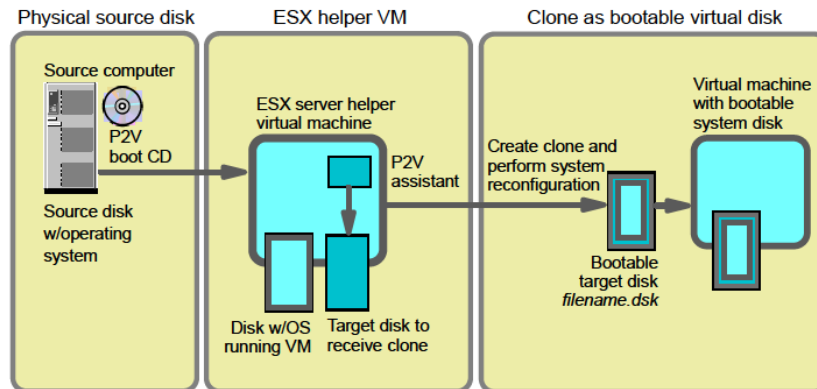 Physical source disk
Source computer
P2V
boot CD
Source disk
w/operating
system
ESX helper VM
ESX server helper
virtual machine
P2V
assistant
Disk w/OS
running VM
Target disk to
receive clone
Clone as bootable virtual disk
Create clone and
perform system
reconfiguration
Bootable
target disk
filename.dsk
Virtual machine
with bootable
system disk